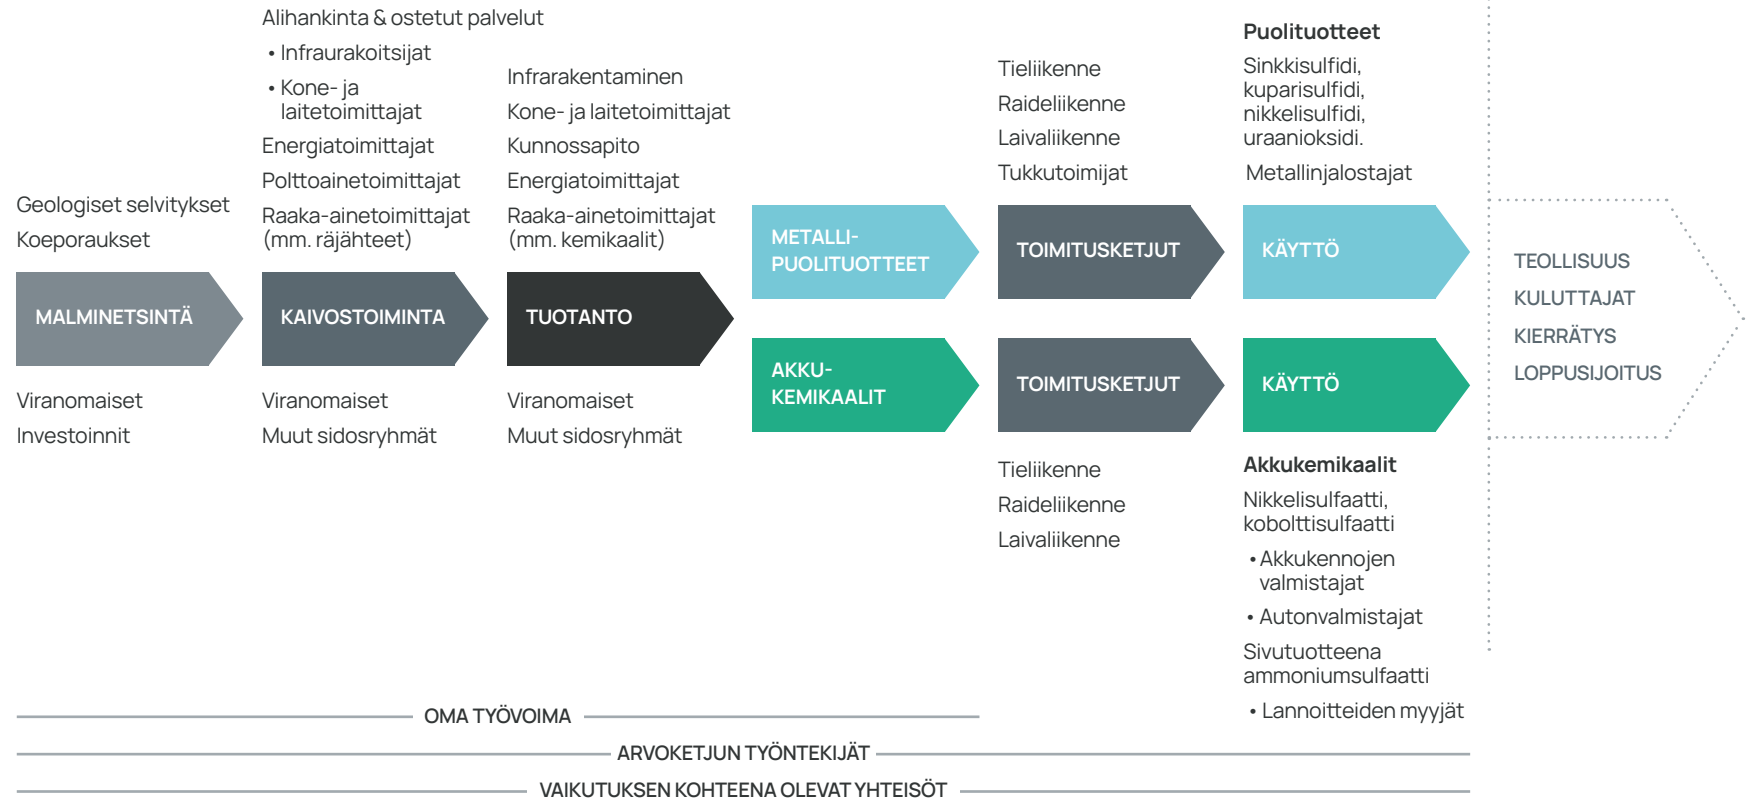 Geologiset selvitykset
Koeporaukset
MALMINETSINTÄ
Viranomaiset
Investoinnit
Alihankinta & ostetut palvelut
• Infraurakoitsijat
• Kone- ja
laitetoimittajat
Energiatoimittajat
Polttoainetoimittajat
Raaka-ainetoimittajat
(mm. räjähteet)
KAIVOSTOIMINTA
Viranomaiset
Muut sidosryhmät
Infrarakentaminen
Kone- ja laitetoimittajat
Kunnossapito
Energiatoimittajat
Raaka-ainetoimittajat
(mm. kemikaalit)
TUOTANTO
Viranomaiset
Muut sidosryhmät
METALLI-
PUOLITUOTTEET
AKKU-
KEMIKAALIT
Tieliikenne
Raideliikenne
Laivaliikenne
Tukkutoimijat
TOIMITUSKETJUT
TOIMITUSKETJUT
Tieliikenne
Raideliikenne
Laivaliikenne
Puolituotteet
Sinkkisulfidi,
kuparisulfidi,
nikkelisulfidi,
uraanioksidi.
Metallinjalostajat
KÄYTTÖ
KÄYTTÖ
Akkukemikaalit
Nikkelisulfaatti,
kobolttisulfaatti
• Akkukennojen
valmistajat
• Autonvalmistajat
Sivutuotteena
ammoniumsulfaatti
• Lannoitteiden myyjät
TEOLLISUUS
KULUTTAJAT
KIERRÄTYS
LOPPUSIJOITUS
OMA TYÖVOIMA
ARVOKETJUN TYÖNTEKIJÄT
VAIKUTUKSEN KOHTEENA OLEVAT YHTEISÖT